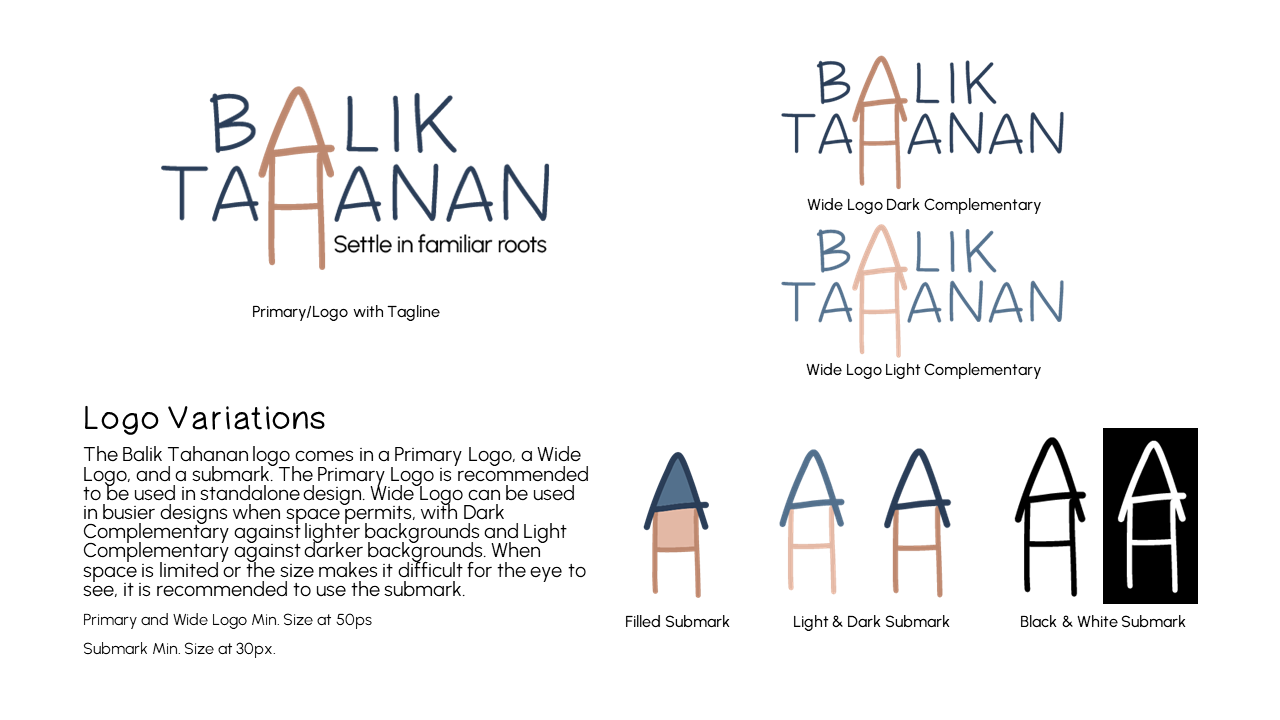 BALIK
TAHANAN
Settle in familiar roots
Primary/Logo with Tagline
BALIK
TAHANAN
Wide Logo Dark Complementary
BALIK
TAHANAN
Wide Logo Light Complementary
Logo Variations
The Balik Tahanan logo comes in a Primary Logo, a Wide
Logo, and a submark. The Primary Logo is recommended
to be used in standalone design. Wide Logo can be used
in busier designs when space permits, with Dark
Complementary against lighter backgrounds and Light
Complementary against darker backgrounds. When
space is limited or the size makes it difficult for the eye to
see, it is recommended to use the submark.
Primary and Wide Logo Min. Size at 50ps
Submark Min. Size at 30px.
Filled Submark
Light & Dark Submark
Black & White Submark